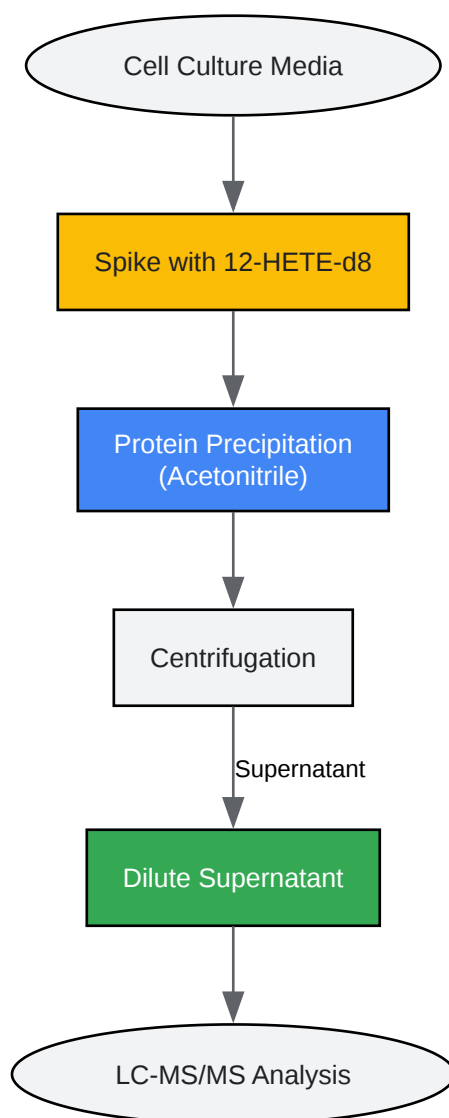 Cell Culture Media
Spike with 12-HETE-d8
Protein Precipitation
(Acetonitrile)
Centrifugation
Supernatant
Dilute Supernatant
LC-MS/MS Analysis